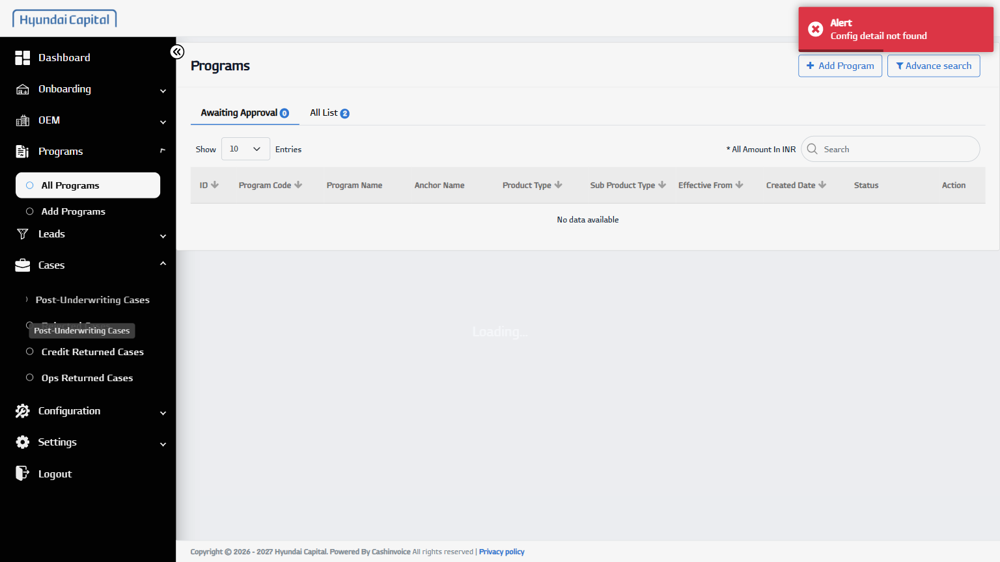 Hyundai Capital
Alert
Config detail not found
Dashboard
Onboarding
OEM
Programs
All Programs
Add Programs
Leads
Cases
Post-Underwriting Cases
Rejected Cases
Post-Underwriting Cases
Credit Returned Cases
Ops Returned Cases
Configuration
Settings
Logout
Programs
Add Program
Advance search
Awaiting Approval 0
All List 2
Show 10 Entries
* All Amount In INR
Search
ID Program Code Program Name Anchor Name Product Type Sub Product Type Effective From Created Date Status Action
No data available
Loading...
Copyright © 2026 - 2027 Hyundai Capital. Powered By Cashinvoice All rights reserved | Privacy policy